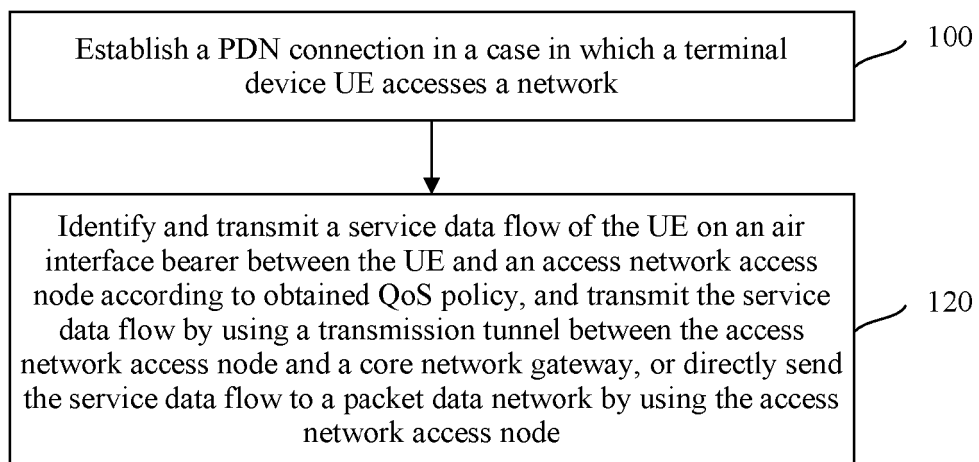 Establish a PDN connection in a case in which a terminal
device UE accesses a network
100
Identify and transmit a service data flow of the UE on an air
interface bearer between the UE and an access network access
node according to obtained QoS policy, and transmit the service
data flow by using a transmission tunnel between the access
network access node and a core network gateway, or directly send
the service data flow to a packet data network by using the access
network access node
120